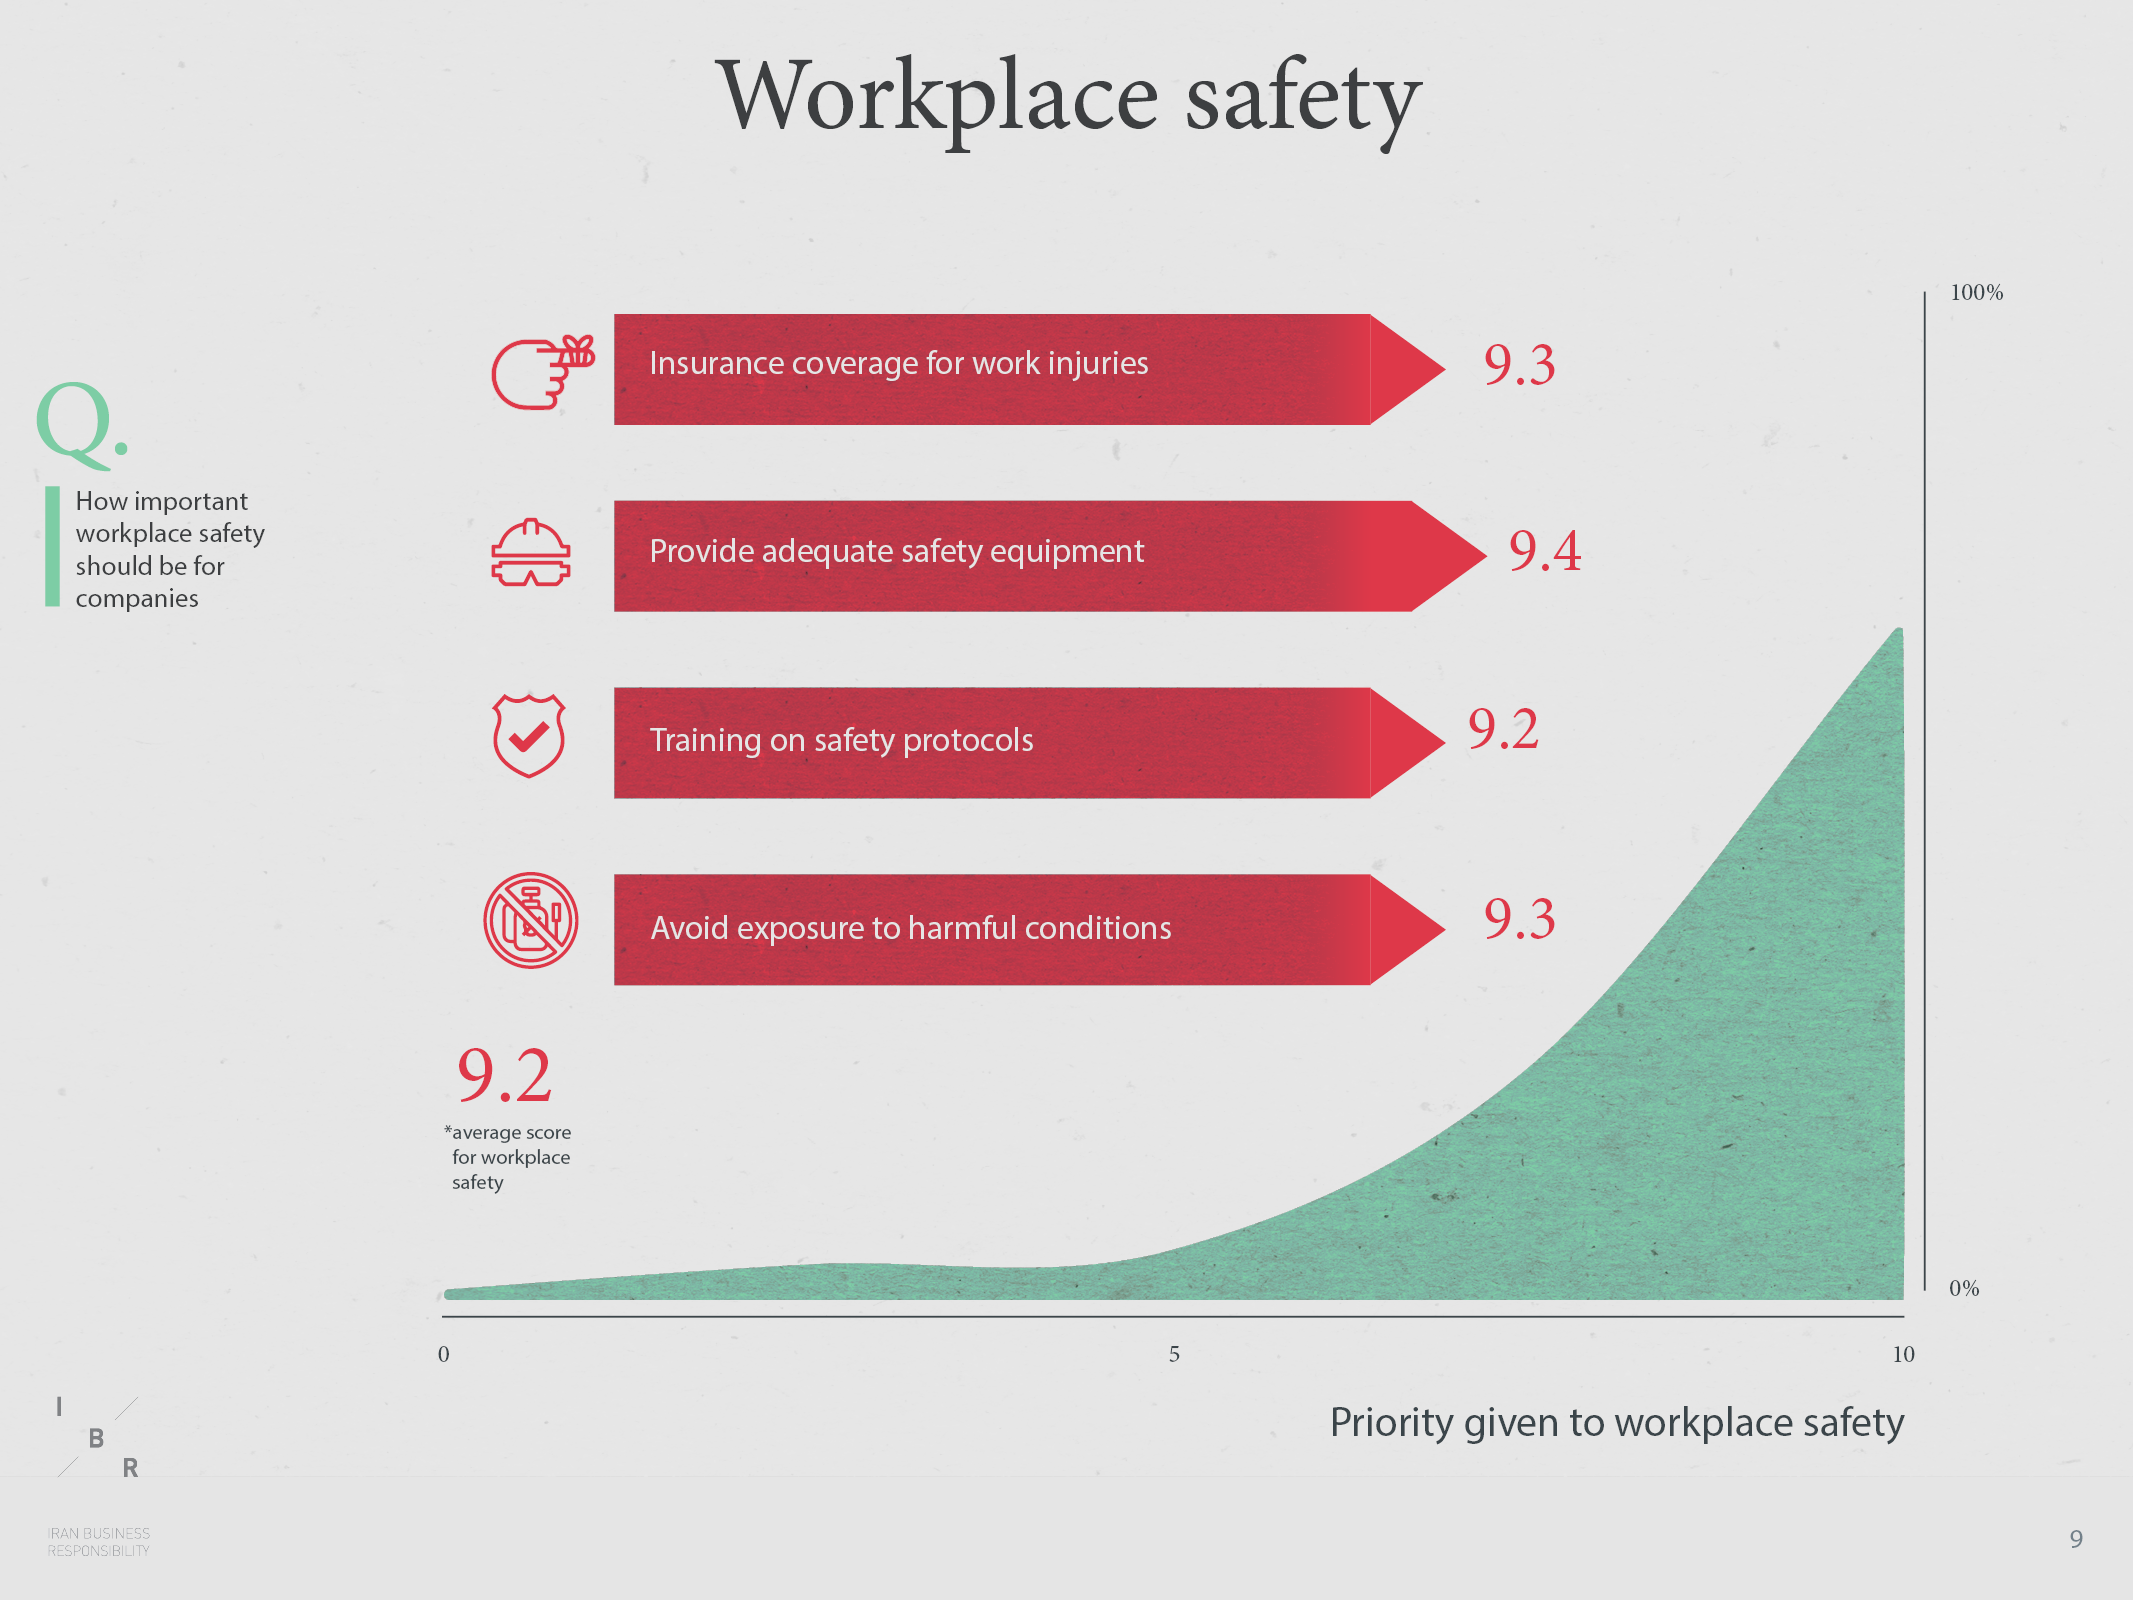 Workplace safety
Q.
How important
workplace safety
should be for
companies
Insurance coverage for work injuries
9.3
Provide adequate safety equipment
9.4
Training on safety protocols
9.2
Avoid exposure to harmful conditions
9.3
9.2
*average score
for workplace
safety
100%
0%
0
5
10
Priority given to workplace safety
I
B
R
IRAN BUSINESS
RESPONSIBILITY
9